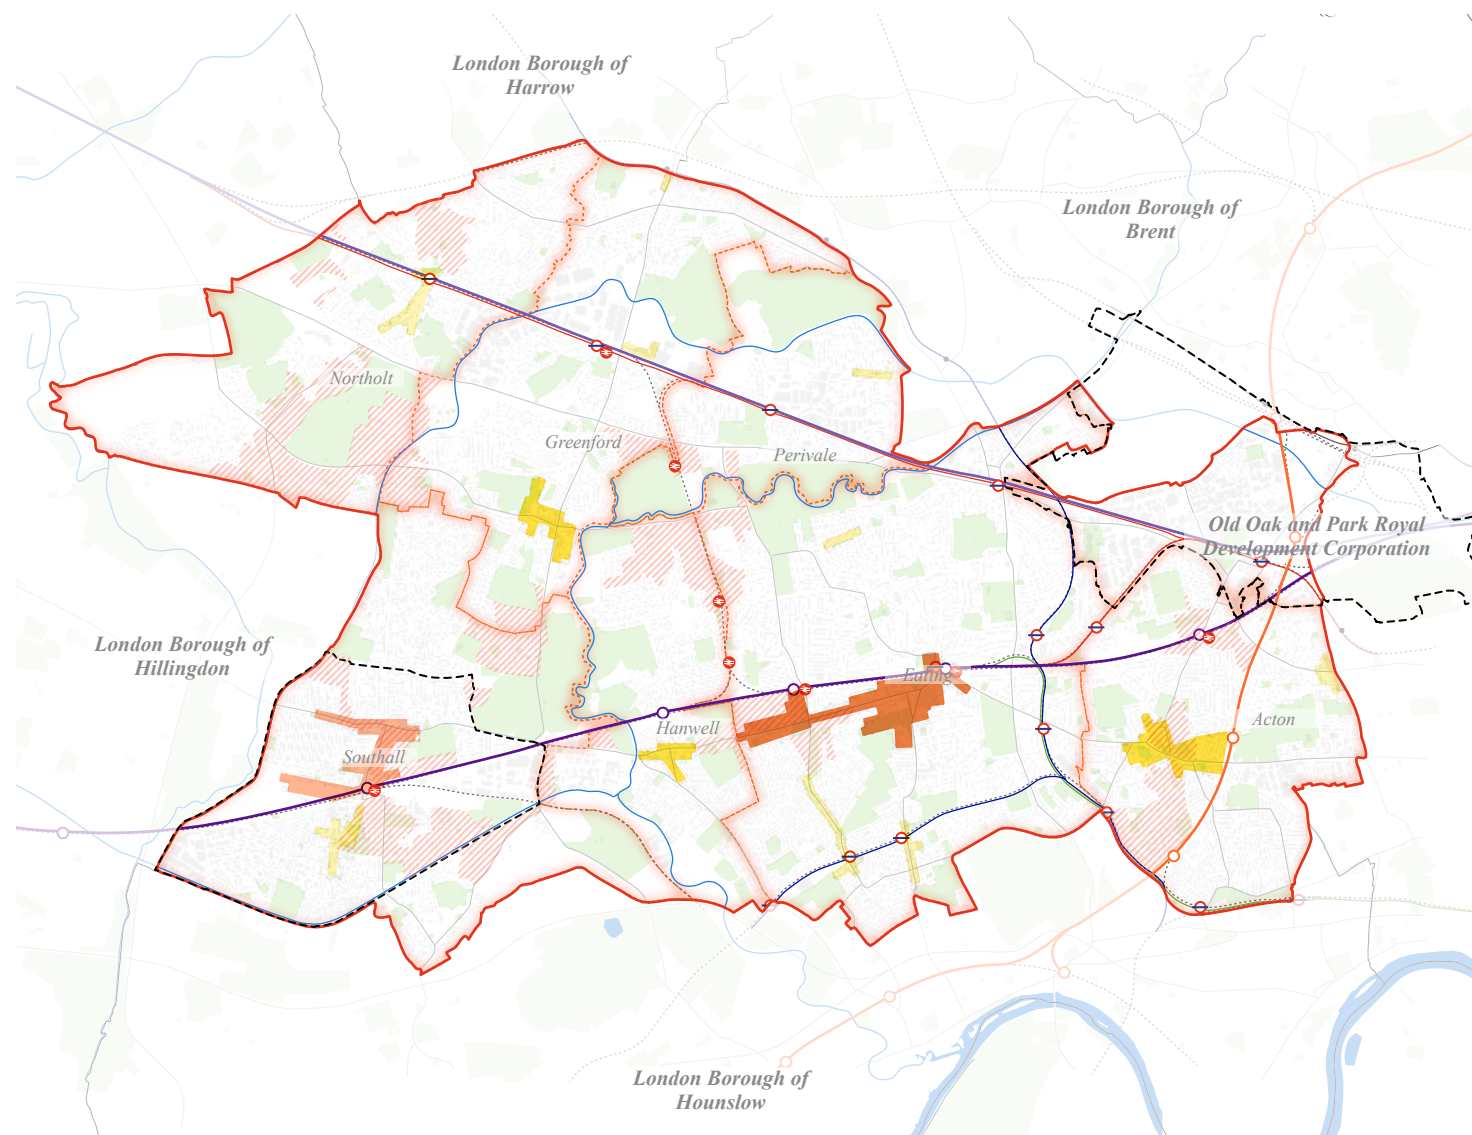 London Borough of
Harrow
London Borough of
Brent
Northolt
Greenford
Perivale
Old Oak and Park Royal
Development Corporation
London Borough of
Hillingdon
Ealing
Hanwell
Acton
Southall
London Borough of
Hounslow